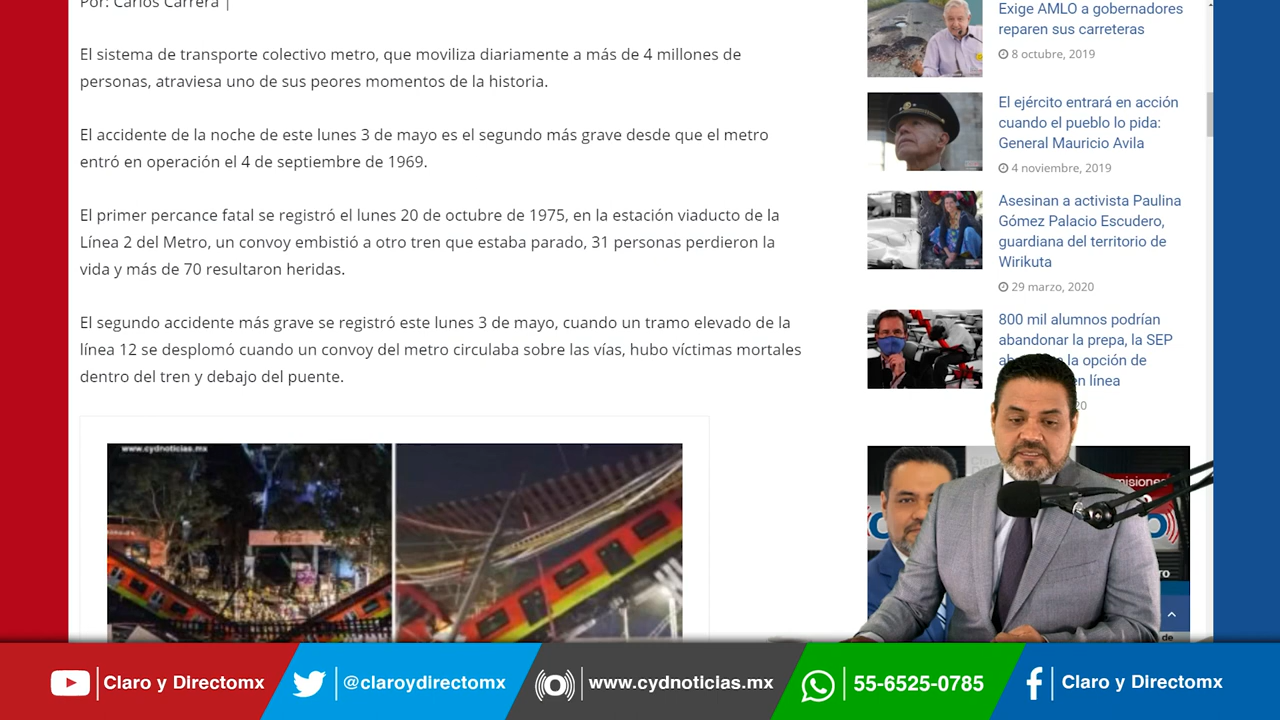 Por: Carlos Carrera |
El sistema de transporte colectivo metro, que moviliza diariamente a más de 4 millones de
personas, atraviesa uno de sus peores momentos de la historia.
El accidente de la noche de este lunes 3 de mayo es el segundo más grave desde que el metro
entró en operación el 4 de septiembre de 1969.
El primer percance fatal se registró el lunes 20 de octubre de 1975, en la estación viaducto de la
Línea 2 del Metro, un convoy embistió a otro tren que estaba parado, 31 personas perdieron la
vida y más de 70 resultaron heridas.
El segundo accidente más grave se registró este lunes 3 de mayo, cuando un tramo elevado de la
línea 12 se desplomó cuando un convoy del metro circulaba sobre las vías, hubo víctimas mortales
dentro del tren y debajo del puente.
www.cydnoticias.mx
Exige AMLO a gobernadores
reparen sus carreteras
8 octubre, 2019
El ejército entrará en acción
cuando el pueblo lo pida:
General Mauricio Avila
4 noviembre, 2019
Asesinan a activista Paulina
Gómez Palacio Escudero,
guardiana del territorio de
Wirikuta
29 marzo, 2020
800 mil alumnos podrían
abandonar la prepa, la SEP
la opción de
en línea
20
Claro y Directomx
@claroydirectomx
www.cydnoticias.mx
55-6525-0785
Claro y Directomx